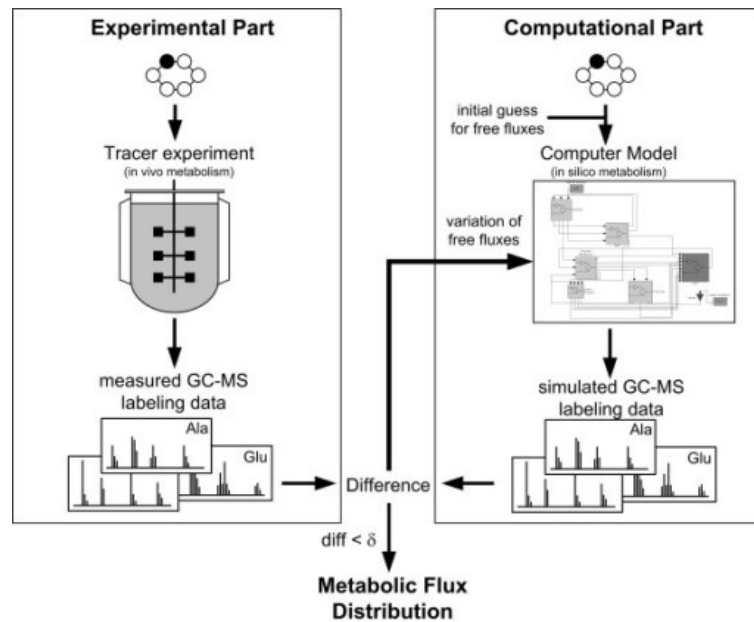 Experimental Part
Tracer experiment
(in vivo metabolism)
measured GC-MS
labeling data
Ala
Glu
Computational Part
initial guess
for free fluxes
Computer Model
(in silico metabolism)
variation of
free fluxes
simulated GC-MS
labeling data
Ala
Glu
Difference
diff < δ
Metabolic Flux
Distribution